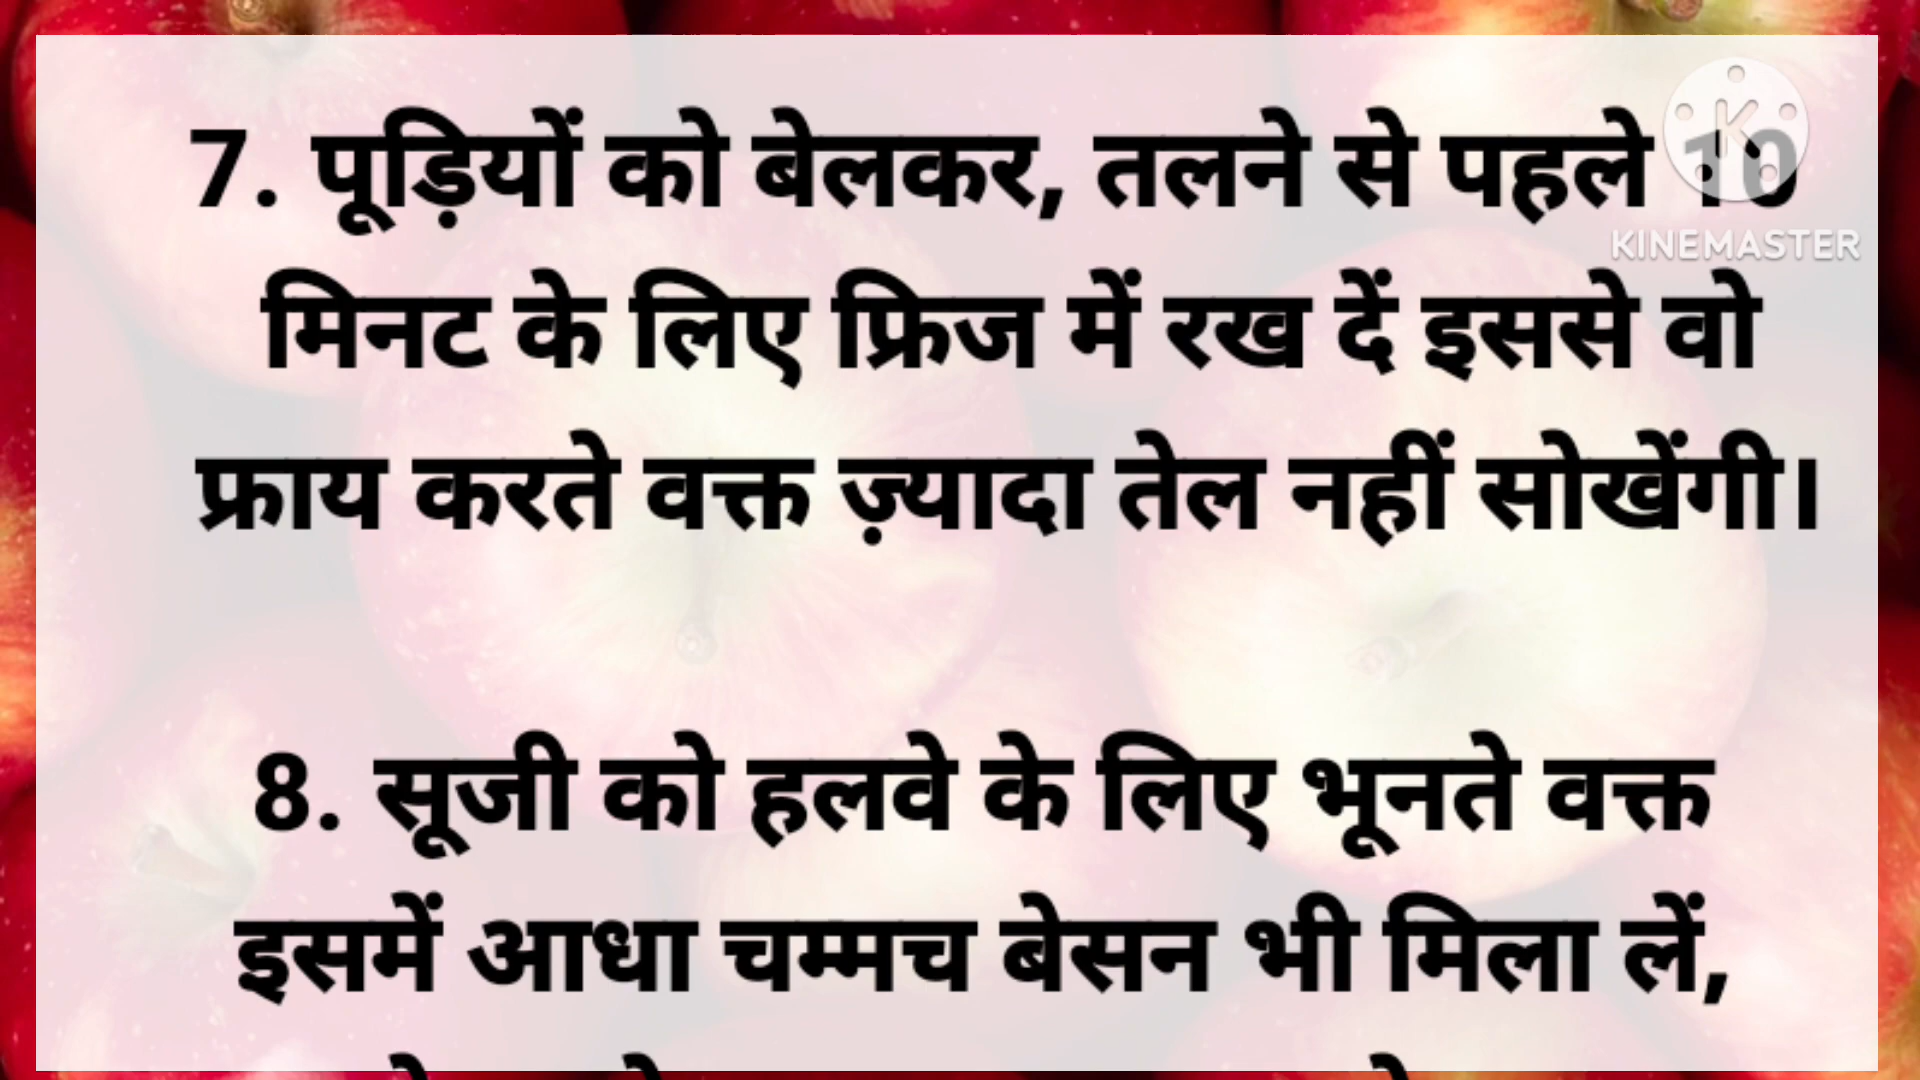 7. पूड़ियों को बेलकर, तलने से पहले 10
KINEMASTER
मिनट के लिए फ्रिज में रख दें इससे वो
फ्राय करते वक्त ज़्यादा तेल नहीं सोखेंगी।
8. सूजी को हलवे के लिए भूनते वक्त
इसमें आधा चम्मच बेसन भी मिला लें,